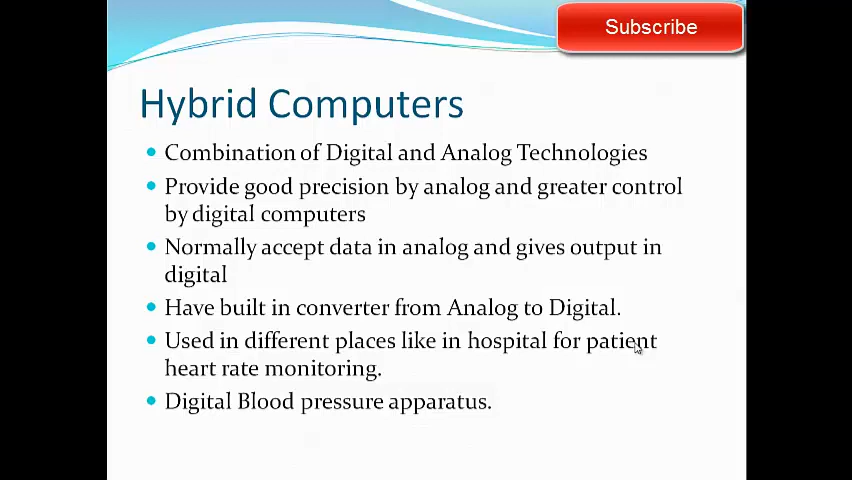 Subscribe
Hybrid Computers
• Combination of Digital and Analog Technologies
• Provide good precision by analog and greater control
by digital computers
• Normally accept data in analog and gives output in
digital
• Have built in converter from Analog to Digital.
• Used in different places like in hospital for patient
heart rate monitoring.
• Digital Blood pressure apparatus.